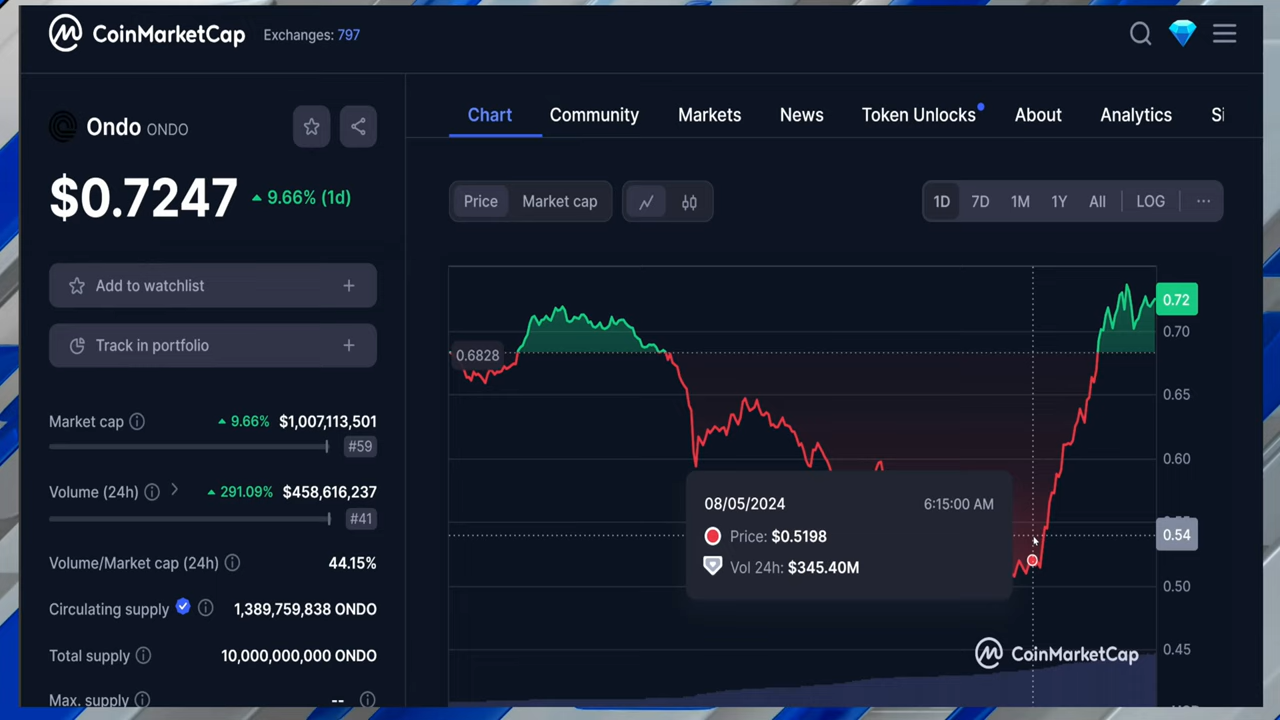 CoinMarketCap Exchanges: 797
Ondo ONDO
$0.7247 9.66% (1d)
Add to watchlist +
Track in portfolio +
Market cap 9.66% $1,007,113,501
#59
Volume (24h) 291.09% $458,616,237
#41
Volume/Market cap (24h) 44.15%
Circulating supply 1,389,759,838 ONDO
Total supply 10,000,000,000 ONDO
Max. supply --
Chart Community Markets News Token Unlocks About Analytics Si
Price Market cap 1D 7D 1M 1Y All LOG ...
0.72
0.70
0.6828
0.65
0.60
08/05/2024 6:15:00 AM
Price: $0.5198
Vol 24h: $345.40M
0.54
0.50
0.45
CoinMarketCap